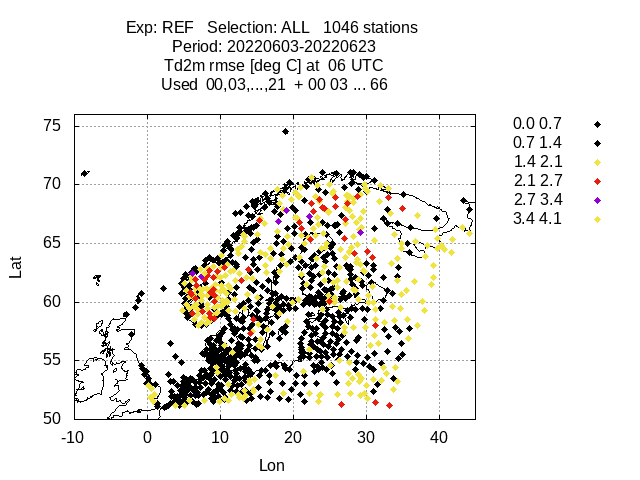 Exp: REF   Selection: ALL   1046 stations
Period: 20220603-20220623
Td2m rmse [deg C] at  06 UTC
Used  00,03,...,21  + 00 03 ... 66
0.0 0.7
0.7 1.4
1.4 2.1
2.1 2.7
2.7 3.4
3.4 4.1
75
70
65
60
55
50
Lat
-10 0 10 20 30 40
Lon